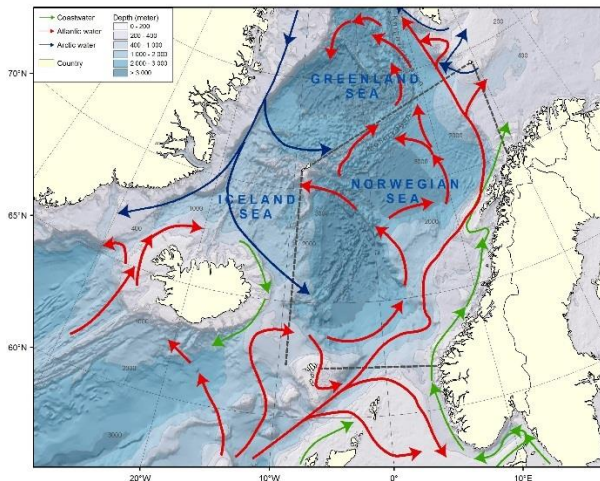 Coastwater
Atlantic water
Arctic water
Country
Depth (meter)
0 - 200
200 - 400
400 - 1 000
1 000 - 2 000
2 000 - 3 000
> 3 000
70°N
65°N
60°N
GREENLAND
SEA
ICELAND
SEA
NORWEGIAN
SEA
20°W
10°W
0°
10°E